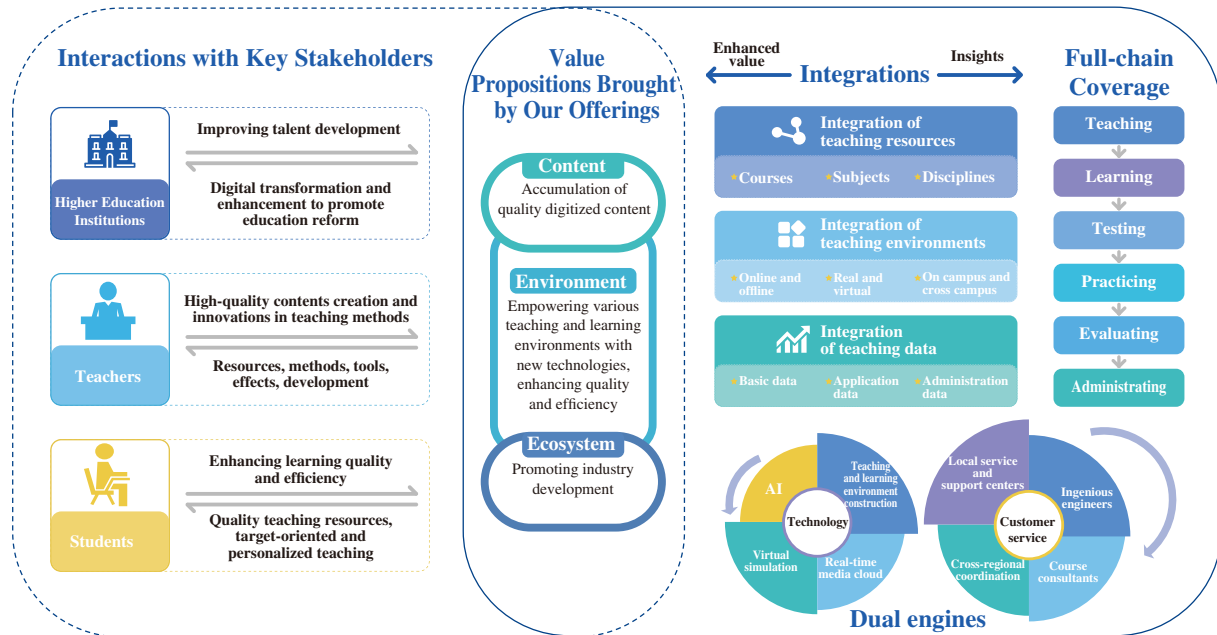 Interactions with Key Stakeholders
Higher Education
Institutions
Improving talent development
Digital transformation and
enhancement to promote
education reform
Teachers
High-quality contents creation and
innovations in teaching methods
Resources, methods, tools,
effects, development
Students
Enhancing learning quality
and efficiency
Quality teaching resources,
target-oriented and
personalized teaching
Value
Propositions Brought
by Our Offerings
Content
Accumulation of
quality digitized content
Environment
Empowering various
teaching and learning
environments with
new technologies,
enhancing quality
and efficiency
Ecosystem
Promoting industry
development
Enhanced
value
Integrations
Insights
Integration of
teaching resources
Courses
Subjects
Disciplines
Integration of
teaching environments
Online and
offline
Real and
virtual
On campus and
cross campus
Integration
of teaching data
Basic data
Application
data
Administration
data
Full-chain
Coverage
Teaching
Learning
Testing
Practicing
Evaluating
Administrating
AI
Teaching
and learning
environment
construction
Technology
Virtual
simulation
Real-time
media cloud
Local service
and
support centers
Ingenious
engineers
Customer
service
Cross-regional
coordination
Course
consultants
Dual engines